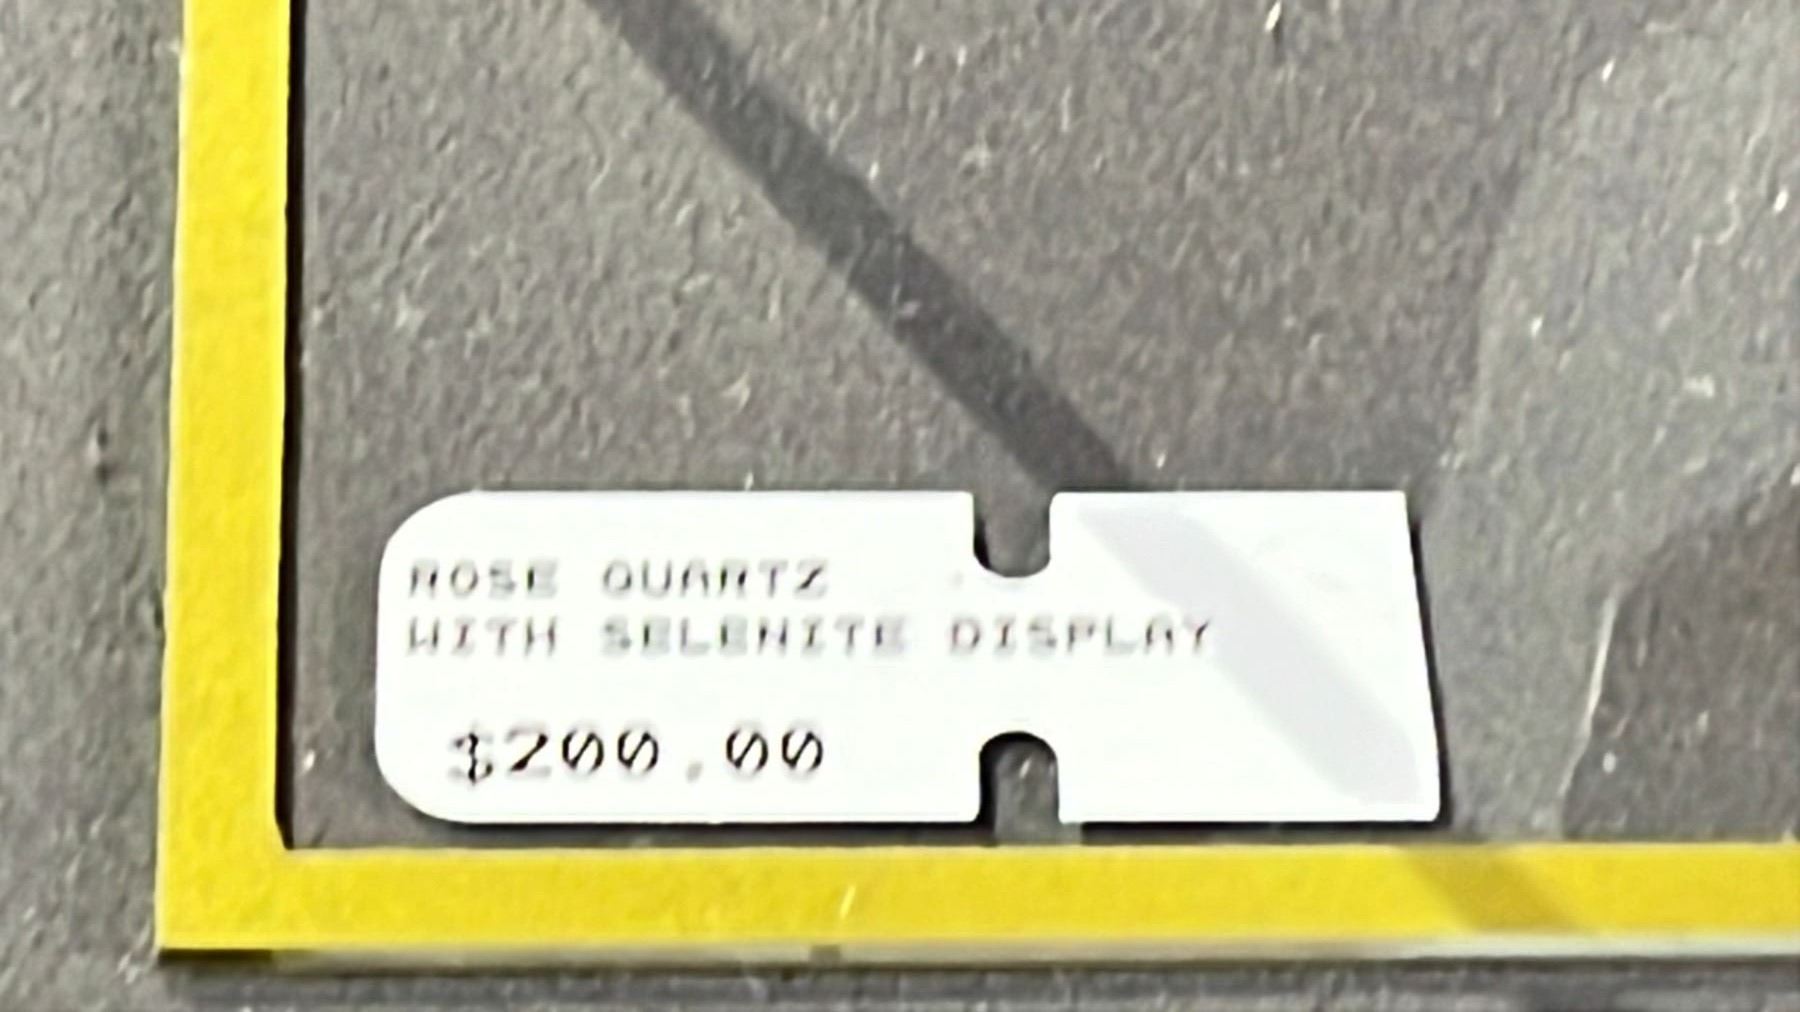 ROSE QUARTZ
WITH SELENITE DISPLAY
$200.00